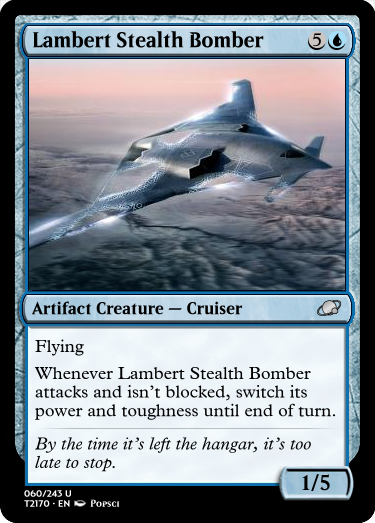 Lambert Stealth Bomber 5
Artifact Creature — Cruiser
Flying
Whenever Lambert Stealth Bomber
attacks and isn't blocked, switch its
power and toughness until end of turn.
By the time it's left the hangar, it's too
late to stop.
1/5
060/243 U
T2170 • EN Popsci